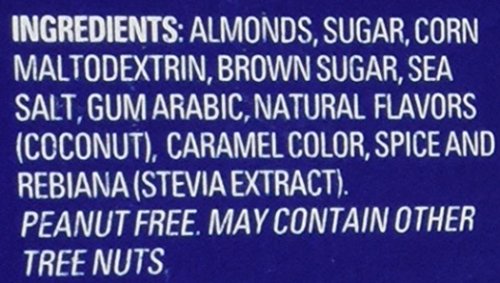 INGREDIENTS: ALMONDS, SUGAR, CORN
MALTODEXTRIN, BROWN SUGAR, SEA
SALT, GUM ARABIC, NATURAL FLAVORS
(COCONUT), CARAMEL COLOR, SPICE AND
REBIANA (STEVIA EXTRACT).
PEANUT FREE. MAY CONTAIN OTHER
TREE NUTS.